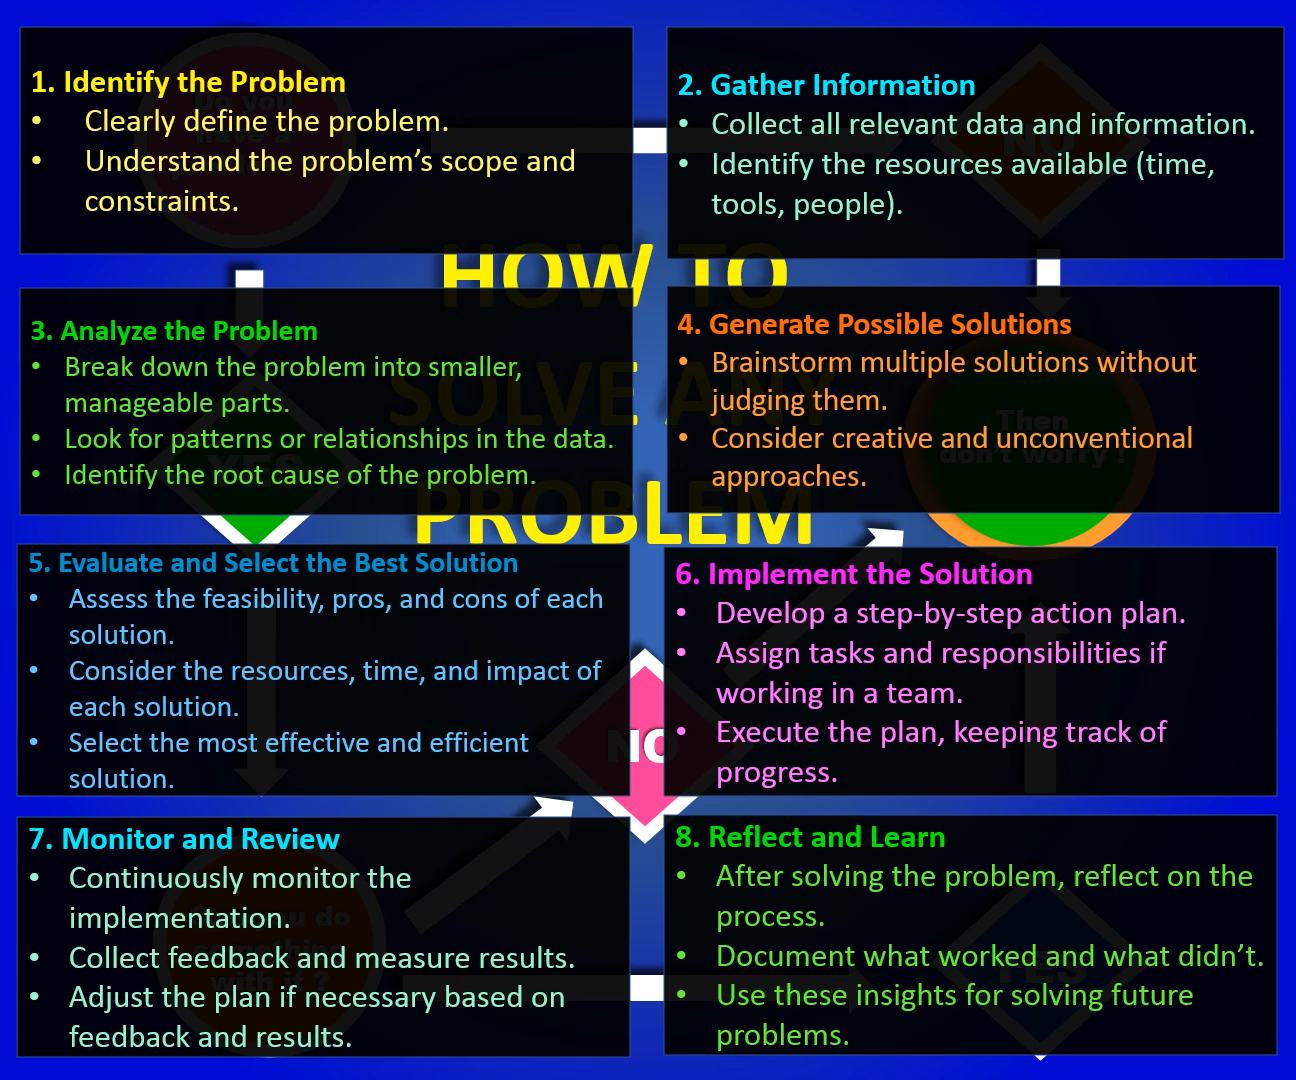 1. Identify the Problem
• Clearly define the problem.
• Understand the problem’s scope and
constraints.
2. Gather Information
• Collect all relevant data and information.
• Identify the resources available (time,
tools, people).
HOW TO
SOLVE ANY
PROBLEM
3. Analyze the Problem
• Break down the problem into smaller,
manageable parts.
• Look for patterns or relationships in the data.
• Identify the root cause of the problem.
YES
4. Generate Possible Solutions
• Brainstorm multiple solutions without
judging them.
• Consider creative and unconventional
approaches.
Then
don’t worry !
5. Evaluate and Select the Best Solution
• Assess the feasibility, pros, and cons of each
solution.
• Consider the resources, time, and impact of
each solution.
• Select the most effective and efficient
solution.
NO
6. Implement the Solution
• Develop a step-by-step action plan.
• Assign tasks and responsibilities if
working in a team.
• Execute the plan, keeping track of
progress.
7. Monitor and Review
• Continuously monitor the
implementation.
• Collect feedback and measure results.
• Adjust the plan if necessary based on
feedback and results.
8. Reflect and Learn
• After solving the problem, reflect on the
process.
• Document what worked and what didn’t.
• Use these insights for solving future
problems.
YES